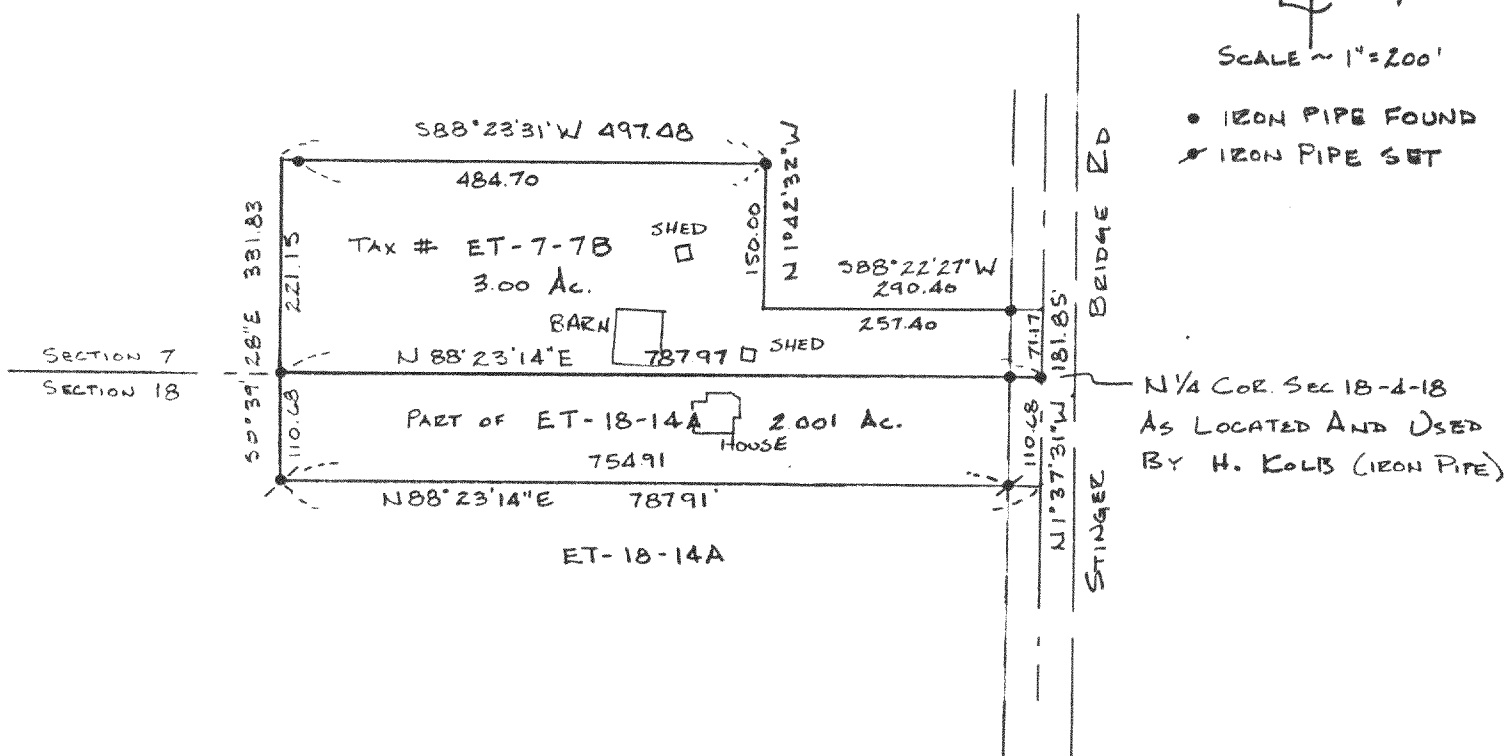 SCALE ~ 1"=200'
IRON PIPE FOUND
IRON PIPE SET
S88°23'31"W 497.48
484.70
N 1°42'32"W
150.00
S0°39'28"E 331.83
221.15
TAX # ET-7-7B
3.00 AC.
SHED
BARN
S88°22'27"W
290.40
257.40
71.17
181.85'
BRIDGE RD
SECTION 7
SECTION 18
N 88°23'14"E 787.97
SHED
N 1/4 COR. SEC 18-4-18
AS LOCATED AND USED
BY H. KOLB (IRON PIPE)
110.68
PART OF ET-18-14A 2.001 AC.
HOUSE
754.91
110.68
N1°37'31"W
N88°23'14"E 787.91'
STINGER
ET-18-14A